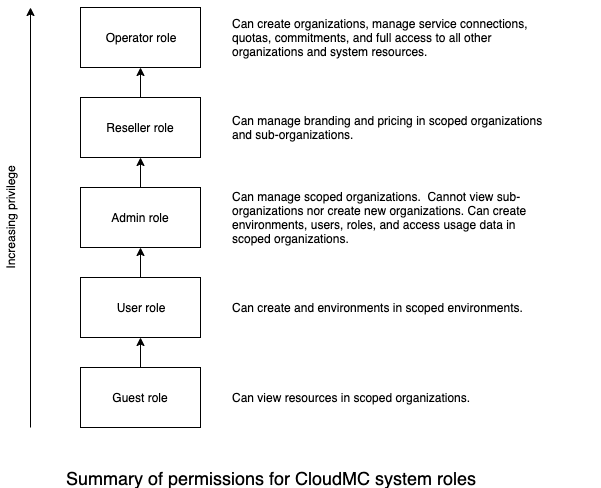 Operator role
Can create organizations, manage service connections,
quotas, commitments, and full access to all other
organizations and system resources.
Reseller role
Can manage branding and pricing in scoped organizations
and sub-organizations.
Increasing privilege
Admin role
Can manage scoped organizations.  Cannot view sub-
organizations nor create new organizations. Can create
environments, users, roles, and access usage data in
scoped organizations.
User role
Can create and environments in scoped environments.
Guest role
Can view resources in scoped organizations.
Summary of permissions for CloudMC system roles